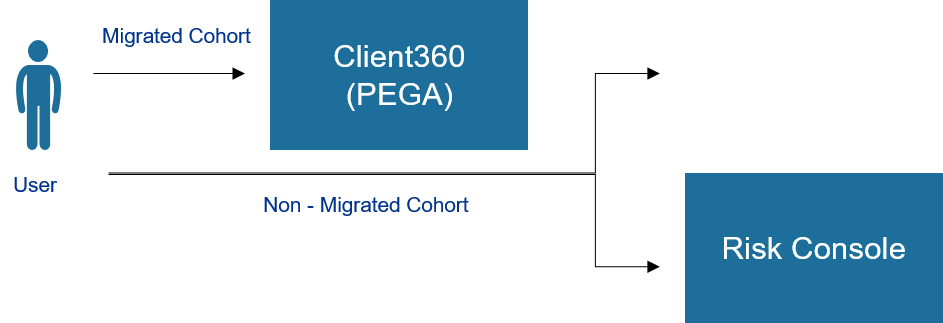 Migrated Cohort
Client360
(PEGA)
User
Non - Migrated Cohort
Risk Console